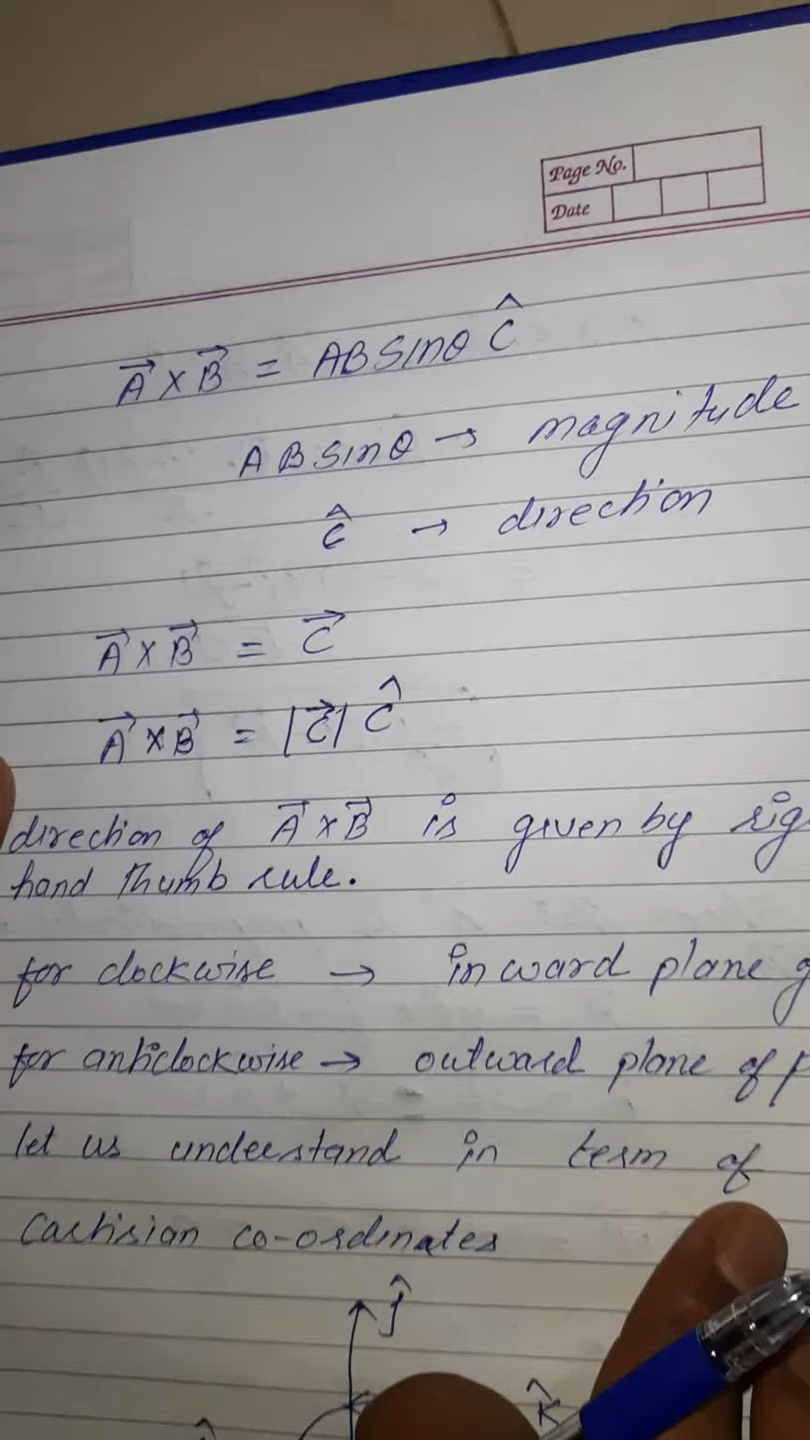 Page No.
Date
A⃗ × B⃗ = AB Sinθ Ĉ
AB Sinθ → magnitude
ĉ → direction
A⃗ × B⃗ = C⃗
A⃗ × B⃗ = |C⃗| Ĉ
direction of A⃗ × B⃗ is given by
hand thumb rule.
for clockwise → inward plane
for anticlockwise → outward plane of
let us understand in term of
Cartisian co-ordinates
ĵ
k̂